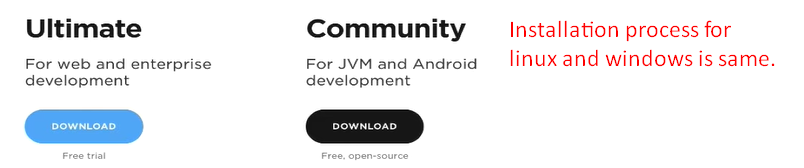 Ultimate
For web and enterprise
development
DOWNLOAD
Free trial
Community
For JVM and Android
development
DOWNLOAD
Free, open-source
Installation process for
linux and windows is same.